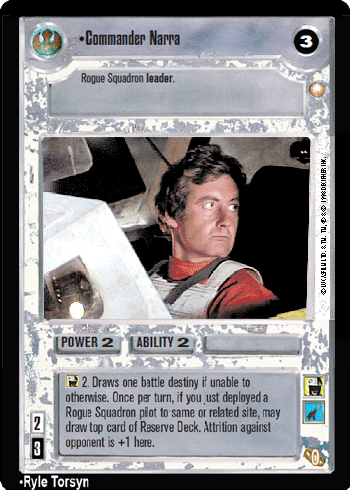 •Commander Narra
3
Rogue Squadron leader.
POWER 2
ABILITY 2
2. Draws one battle destiny if unable to
otherwise. Once per turn, if you just deployed a
Rogue Squadron pilot to same or related site, may
draw top card of Reserve Deck. Attrition against
opponent is +1 here.
2
3
0
•Ryle Torsyn